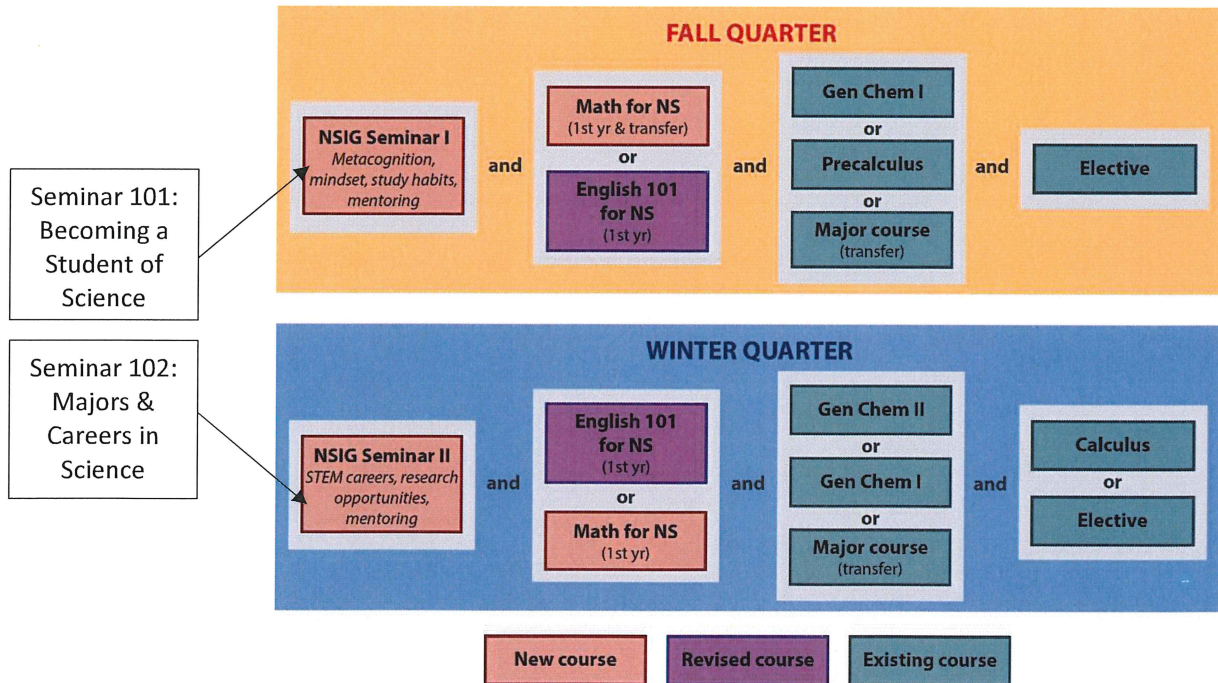 Seminar 101:
Becoming a
Student of
Science
Seminar 102:
Majors &
Careers in
Science
FALL QUARTER
NSIG Seminar I
Metacognition,
mindset, study habits,
mentoring
and
Math for NS
(1st yr & transfer)
or
English 101
for NS
(1st yr)
and
Gen Chem I
or
Precalculus
or
Major course
(transfer)
and
Elective
WINTER QUARTER
NSIG Seminar II
STEM careers, research
opportunities,
mentoring
and
English 101
for NS
(1st yr)
or
Math for NS
(1st yr)
and
Gen Chem II
or
Gen Chem I
or
Major course
(transfer)
and
Calculus
or
Elective
New course
Revised course
Existing course